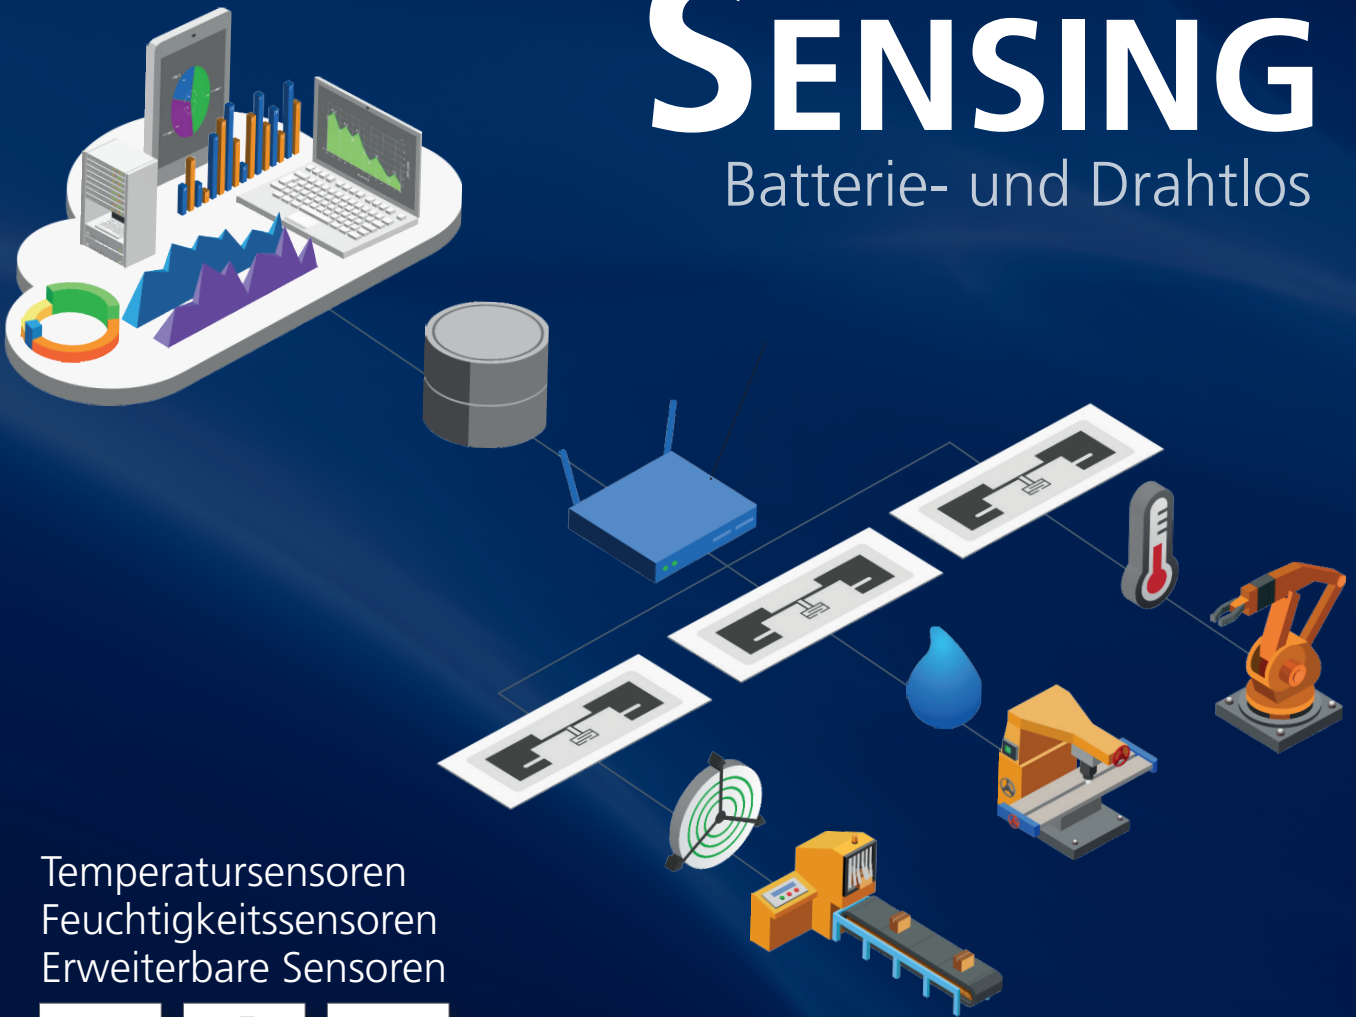 SENSING
Batterie- und Drahtlos
Temperatursensoren
Feuchtigkeitssensoren
Erweiterbare Sensoren